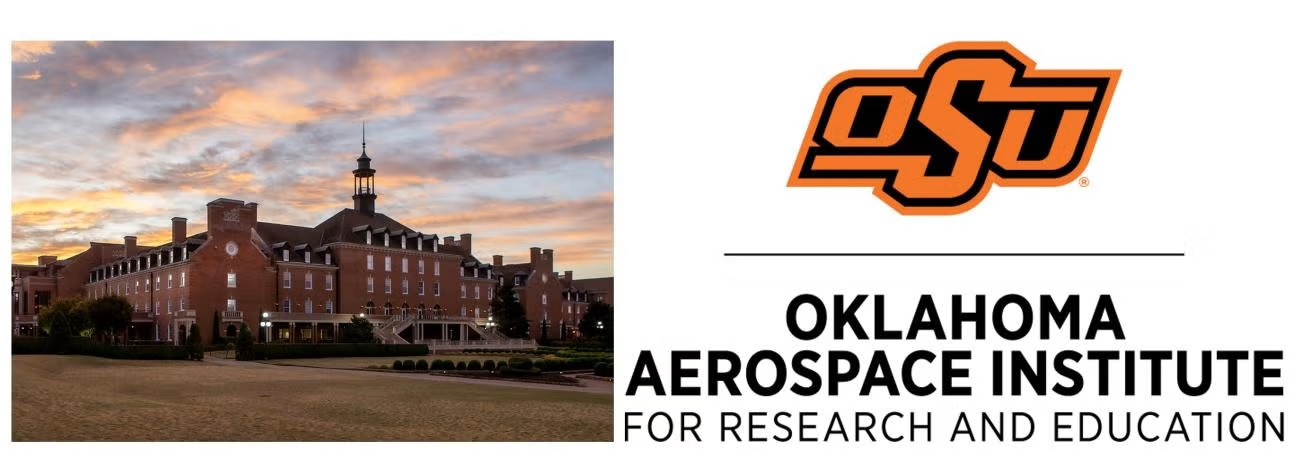 OSU
®
OKLAHOMA
AEROSPACE INSTITUTE
FOR RESEARCH AND EDUCATION